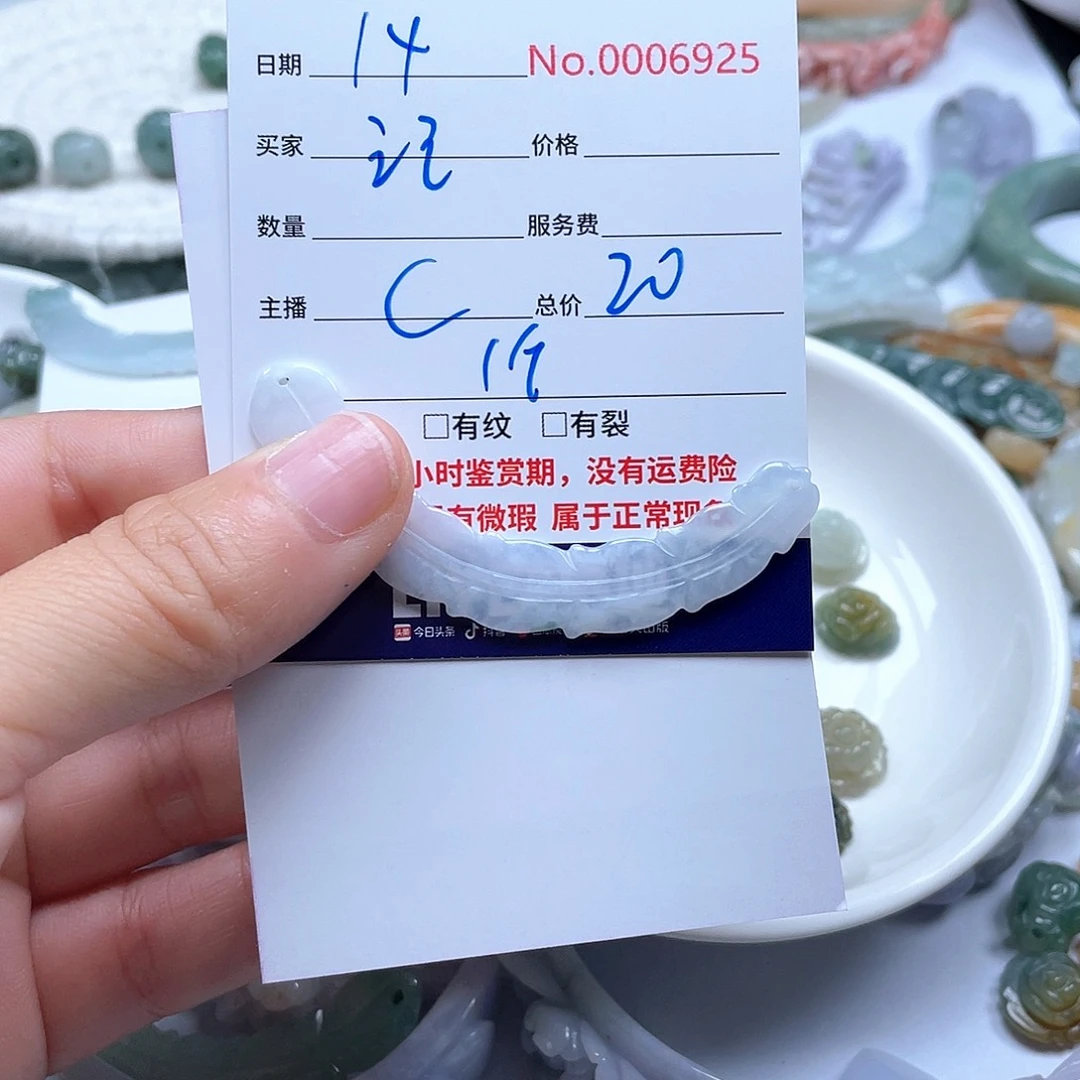 日期 14 No.0006925
买家 记 价格
数量 服务费
主播 C 总价 20
□有纹 □有裂
小时鉴赏期，没有运费险
有微瑕 属于正常现象
今日头条 抖音